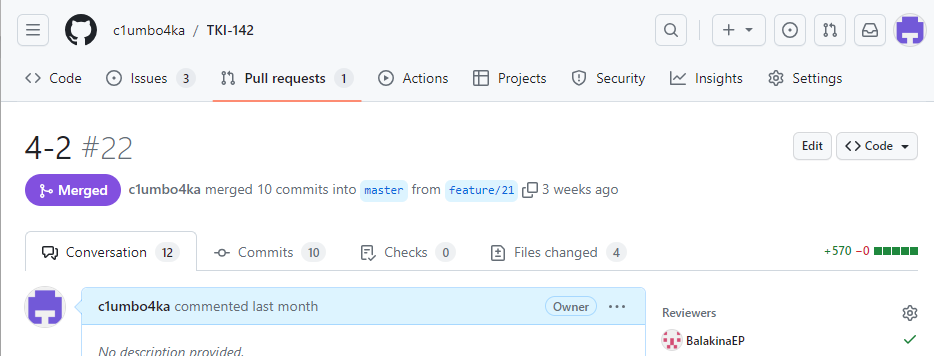 c1umbo4ka / TKI-142
Code Issues 3 Pull requests 1 Actions Projects Security Insights Settings
4-2 #22
Edit
Code
Merged
c1umbo4ka merged 10 commits into master from feature/21 3 weeks ago
Conversation 12 Commits 10 Checks 0 Files changed 4
+570 −0
c1umbo4ka commented last month
Owner
Reviewers
BalakinaEP
No description provided.